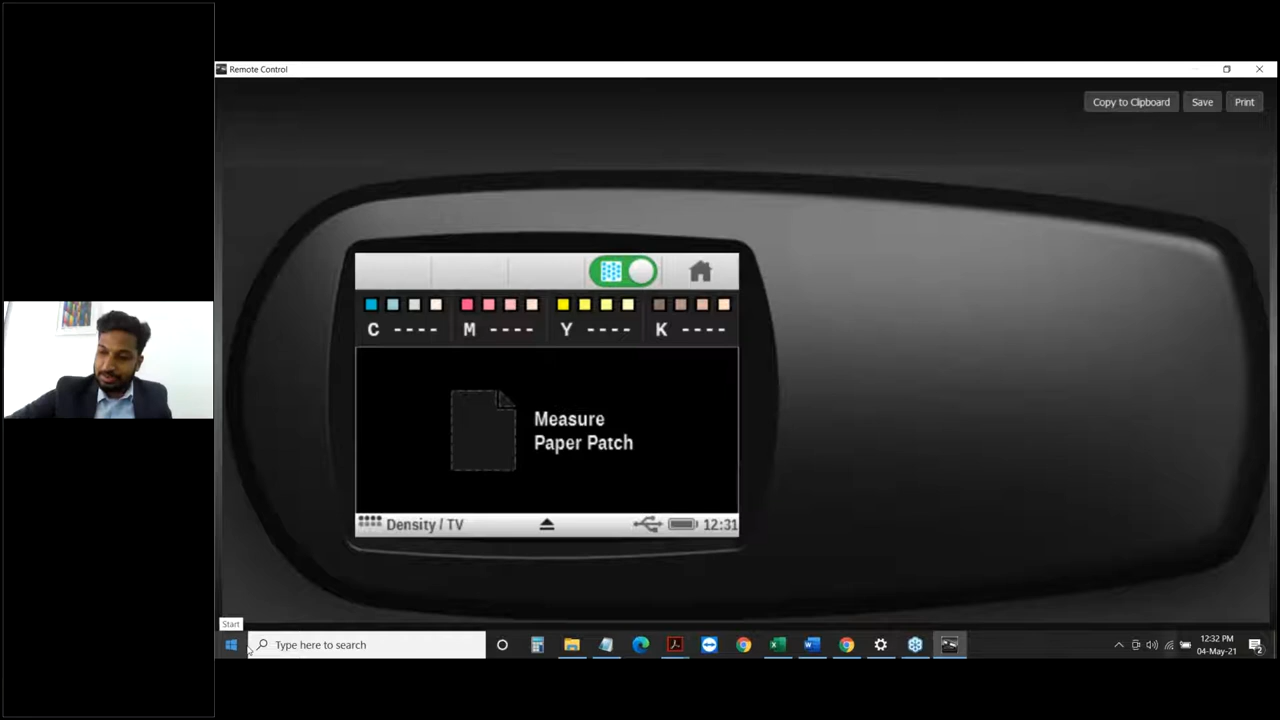 Remote Control
Copy to Clipboard
Save
Print
C ----
M ----
Y ----
K ----
Measure
Paper Patch
Density / TV
12:31
Start
Type here to search
12:32 PM
04-May-21
2